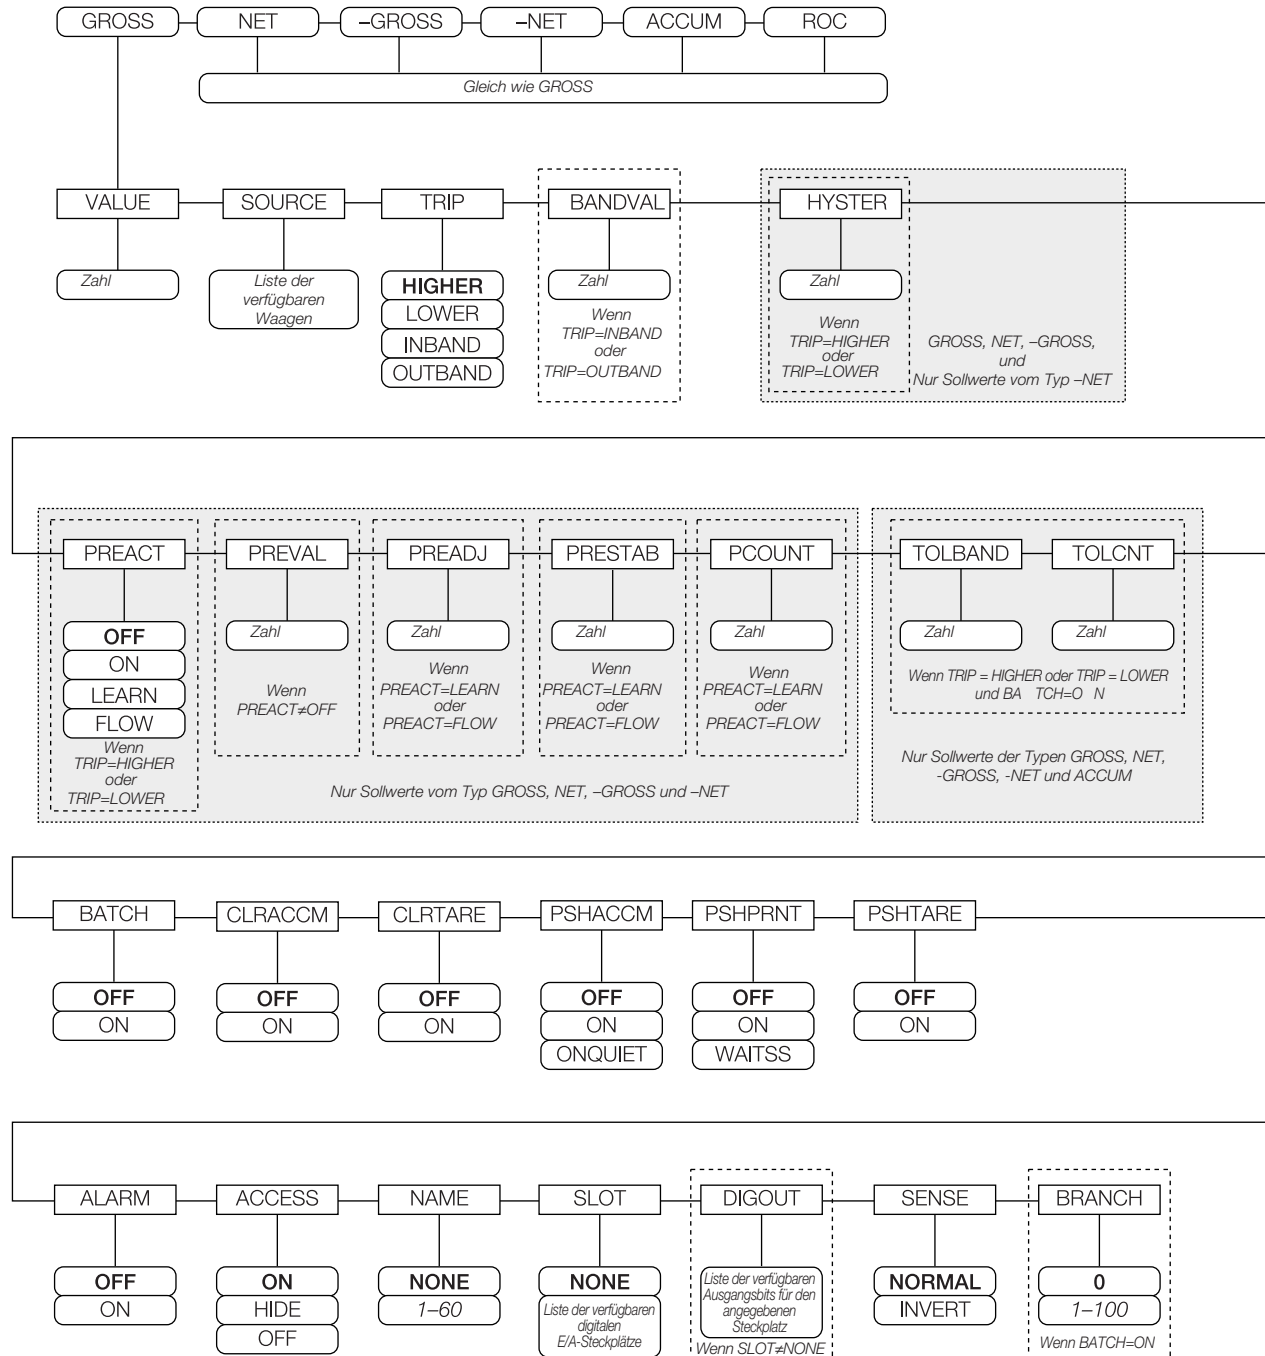 GROSS NET –GROSS –NET ACCUM ROC
Gleich wie GROSS
VALUE SOURCE TRIP BANDVAL HYSTER
Zahl
Liste der
verfügbaren
Waagen
HIGHER
LOWER
INBAND
OUTBAND
Zahl
Wenn
TRIP=INBAND
oder
TRIP=OUTBAND
Zahl
Wenn
TRIP=HIGHER
oder
TRIP=LOWER
GROSS, NET, –GROSS,
und
Nur Sollwerte vom Typ –NET
PREACT PREVAL PREADJ PRESTAB PCOUNT TOLBAND TOLCNT
OFF
ON
LEARN
FLOW
Wenn
TRIP=HIGHER
oder
TRIP=LOWER
Zahl
Wenn
PREACT≠OFF
Zahl
Wenn
PREACT=LEARN
oder
PREACT=FLOW
Zahl
Wenn
PREACT=LEARN
oder
PREACT=FLOW
Zahl
Wenn
PREACT=LEARN
oder
PREACT=FLOW
Nur Sollwerte vom Typ GROSS, NET, –GROSS und –NET
Zahl Zahl
Wenn TRIP = HIGHER oder TRIP = LOWER
und BA TCH=O N
Nur Sollwerte der Typen GROSS, NET,
-GROSS, -NET und ACCUM
BATCH CLRACCM CLRTARE PSHACCM PSHPRNT PSHTARE
OFF OFF OFF OFF OFF OFF
ON ON ON ON ON ON
ONQUIET WAITSS
ALARM ACCESS NAME SLOT DIGOUT SENSE BRANCH
OFF
ON
ON
HIDE
OFF
NONE
1–60
NONE
Liste der verfügbaren
digitalen
E/A-Steckplätze
Liste der verfügbaren
Ausgangsbits für den
angegebenen
Steckplatz
Wenn SLOT≠NONE
NORMAL
INVERT
0
1–100
Wenn BATCH=ON